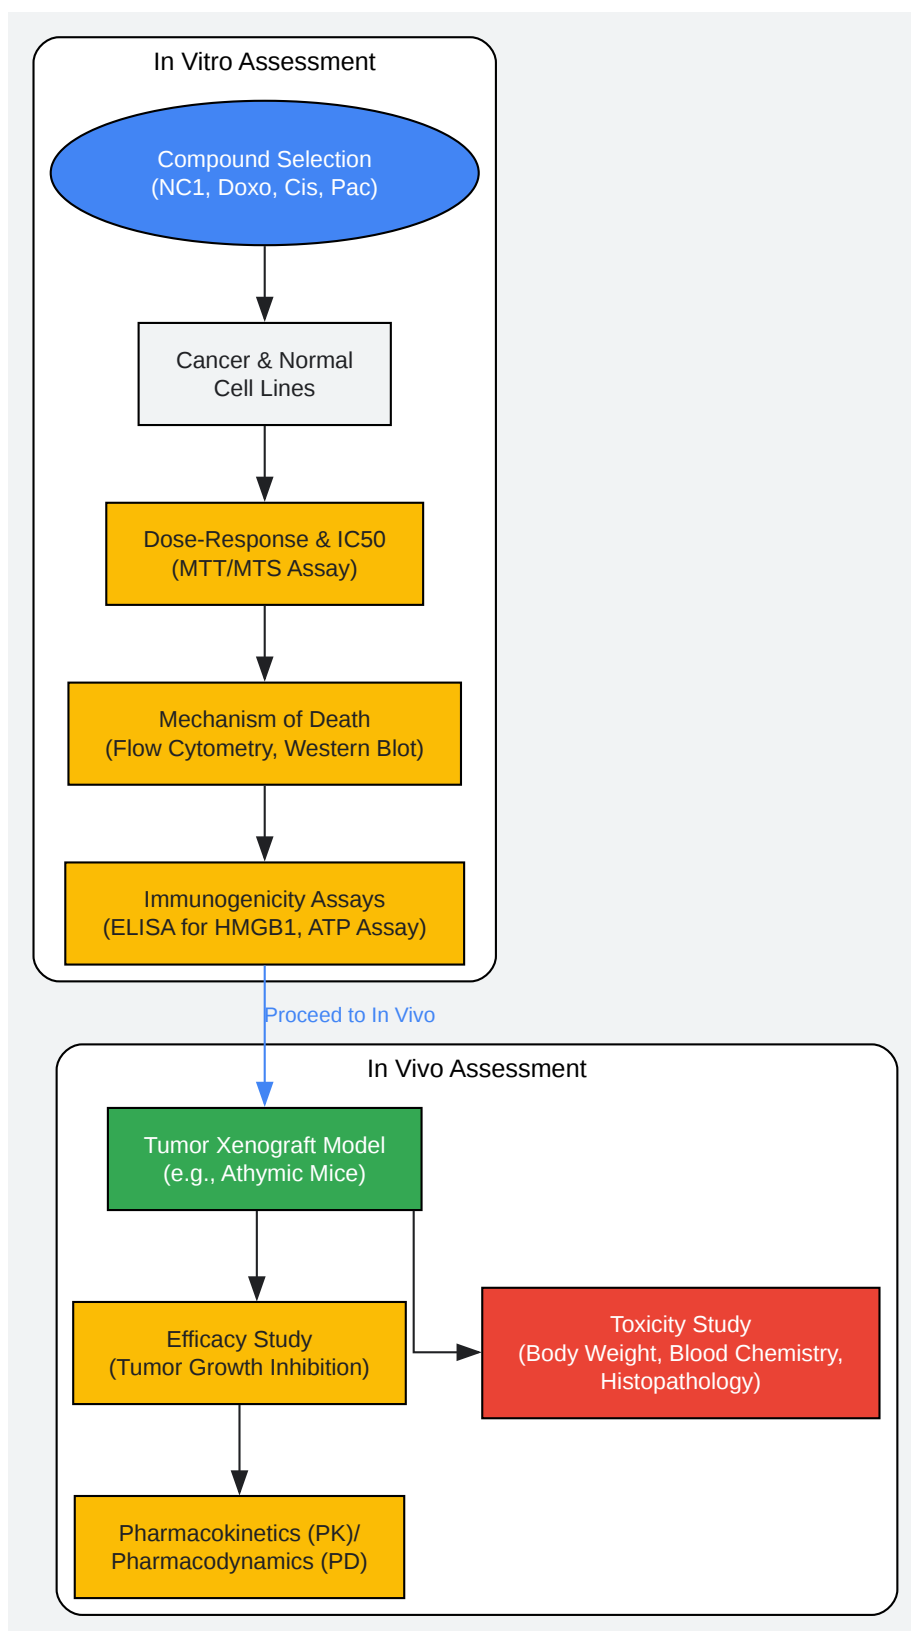 In Vitro Assessment
Compound Selection
(NC1, Doxo, Cis, Pac)
Cancer & Normal
Cell Lines
Dose-Response & IC50
(MTT/MTS Assay)
Mechanism of Death
(Flow Cytometry, Western Blot)
Immunogenicity Assays
(ELISA for HMGB1, ATP Assay)
Proceed to In Vivo
In Vivo Assessment
Tumor Xenograft Model
(e.g., Athymic Mice)
Efficacy Study
(Tumor Growth Inhibition)
Toxicity Study
(Body Weight, Blood Chemistry,
Histopathology)
Pharmacokinetics (PK)/
Pharmacodynamics (PD)